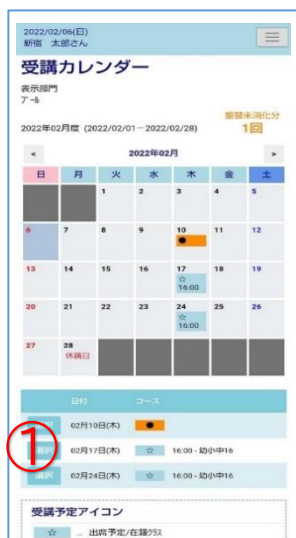 2022/02/06(日)
新宿 太郎さん
受講カレンダー
表示部門
プール
振替未消化分
2022年02月度 (2022/02/01－2022/02/28) 1回
< 2022年02月 >
日 月 火 水 木 金 土
1 2 3 4 5
6 7 8 9 10 11 12
●
13 14 15 16 17 18 19
☆
16:00
20 21 22 23 24 25 26
☆
16:00
27 28
休講日
日付 コース
① 02月10日(木) ●
02月17日(木) ☆ 16:00 - 幼小中16
選択 02月24日(木) ☆ 16:00 - 幼小中16
受講予定アイコン
☆ … 出席予定/在籍クラス